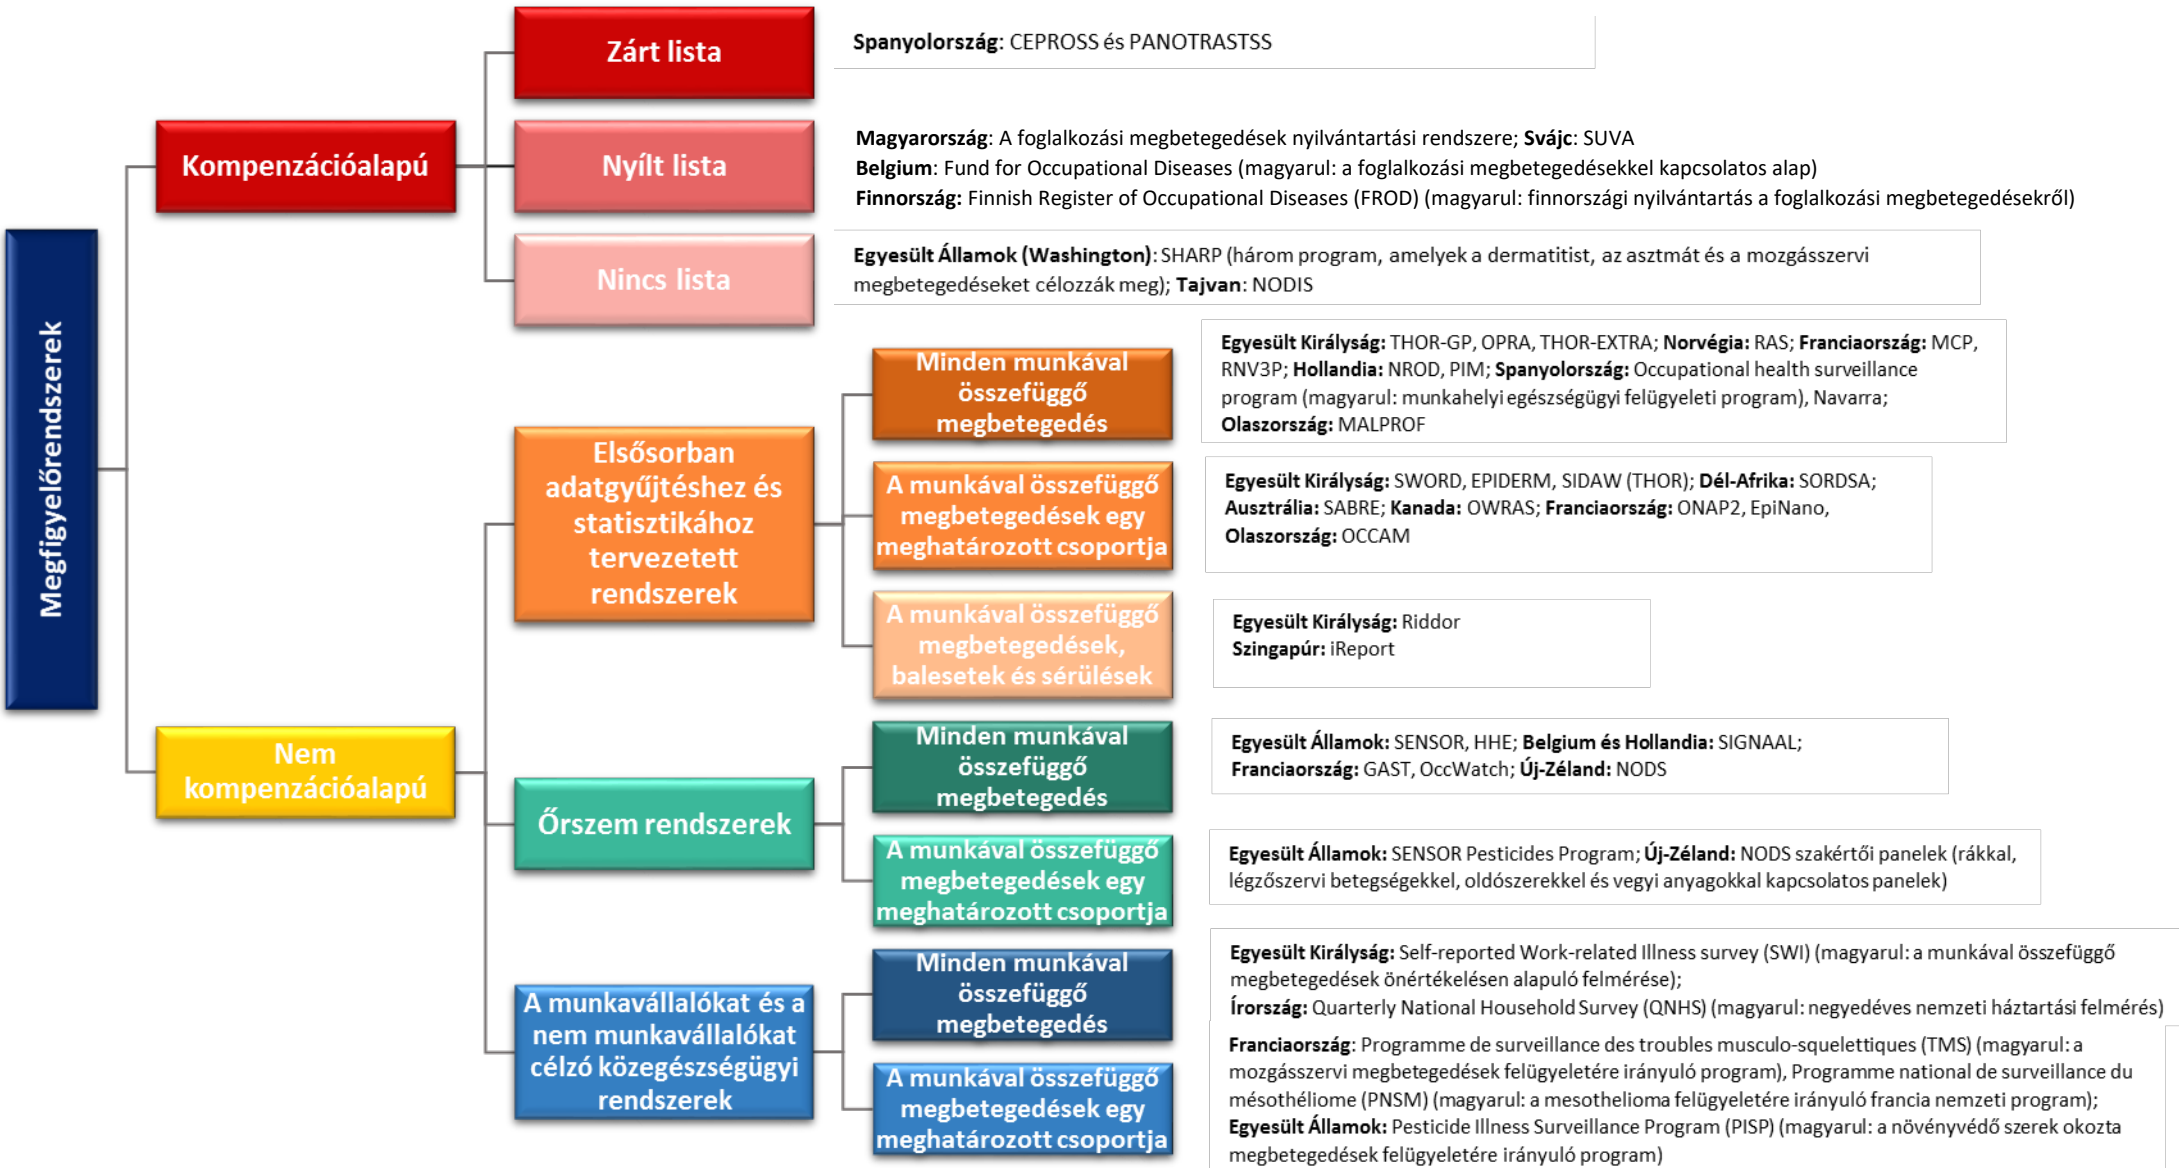 Megfigyelőrendszerek
Kompenzációalapú
Zárt lista
Spanyolország: CEPROSS és PANOTRASTSS
Nyílt lista
Magyarország: A foglalkozási megbetegedések nyilvántartási rendszere; Svájc: SUVA
Belgium: Fund for Occupational Diseases (magyarul: a foglalkozási megbetegedésekkel kapcsolatos alap)
Finnország: Finnish Register of Occupational Diseases (FROD) (magyarul: finnországi nyilvántartás a foglalkozási megbetegedésekről)
Nincs lista
Egyesült Államok (Washington): SHARP (három program, amelyek a dermatitist, az asztmát és a mozgásszervi
megbetegedéseket célozzák meg); Tajvan: NODIS
Nem
kompenzációalapú
Elsősorban
adatgyűjtéshez és
statisztikához
tervezetett
rendszerek
Minden munkával
összefüggő
megbetegedés
Egyesült Királyság: THOR-GP, OPRA, THOR-EXTRA; Norvégia: RAS; Franciaország: MCP,
RNV3P; Hollandia: NROD, PIM; Spanyolország: Occupational health surveillance
program (magyarul: munkahelyi egészségügyi felügyeleti program), Navarra;
Olaszország: MALPROF
A munkával összefüggő
megbetegedések egy
meghatározott csoportja
Egyesült Királyság: SWORD, EPIDERM, SIDAW (THOR); Dél-Afrika: SORDSA;
Ausztrália: SABRE; Kanada: OWRAS; Franciaország: ONAP2, EpiNano,
Olaszország: OCCAM
A munkával összefüggő
megbetegedések,
balesetek és sérülések
Egyesült Királyság: Riddor
Szingapúr: iReport
Őrszem rendszerek
Minden munkával
összefüggő
megbetegedés
Egyesült Államok: SENSOR, HHE; Belgium és Hollandia: SIGNAAL;
Franciaország: GAST, OccWatch; Új-Zéland: NODS
A munkával összefüggő
megbetegedések egy
meghatározott csoportja
Egyesült Államok: SENSOR Pesticides Program; Új-Zéland: NODS szakértői panelek (rákkal,
légzőszervi betegségekkel, oldószerekkel és vegyi anyagokkal kapcsolatos panelek)
A munkavállalókat és a
nem munkavállalókat
célzó közegészségügyi
rendszerek
Minden munkával
összefüggő
megbetegedés
Egyesült Királyság: Self-reported Work-related Illness survey (SWI) (magyarul: a munkával összefüggő
megbetegedések önértékelésen alapuló felmérése);
Írország: Quarterly National Household Survey (QNHS) (magyarul: negyedéves nemzeti háztartási felmérés)
A munkával összefüggő
megbetegedések egy
meghatározott csoportja
Franciaország: Programme de surveillance des troubles musculo-squelettiques (TMS) (magyarul: a
mozgásszervi megbetegedések felügyeletére irányuló program), Programme national de surveillance du
mésothéliome (PNSM) (magyarul: a mesothelioma felügyeletére irányuló francia nemzeti program);
Egyesült Államok: Pesticide Illness Surveillance Program (PISP) (magyarul: a növényvédő szerek okozta
megbetegedések felügyeletére irányuló program)